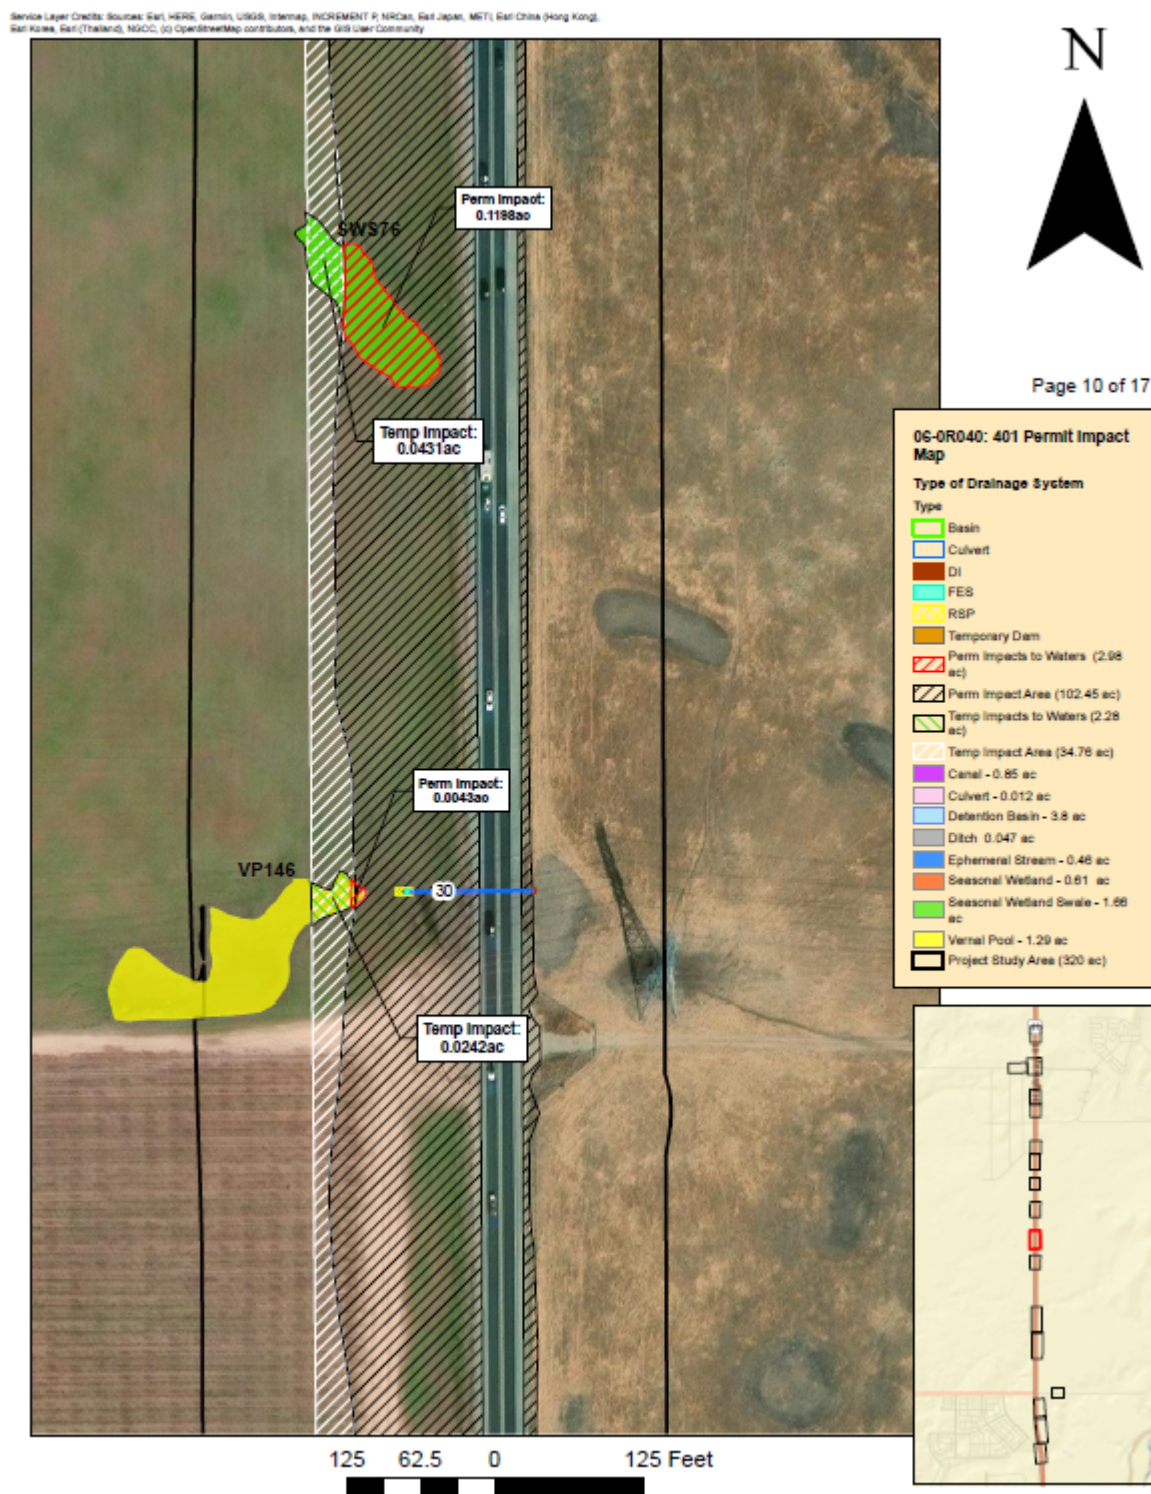 Service Layer Credits: Sources: Esri, HERE, Garmin, USGS, Intermap, INCREMENT P, NRCan, Esri Japan, METI, Esri China (Hong Kong),
Esri Korea, Esri (Thailand), NGCC, (c) OpenStreetMap contributors, and the GIS User Community
N
Perm Impact:
0.1198ac
SWS76
Page 10 of 17
Temp Impact:
0.0431ac
06-0R040: 401 Permit Impact
Map
Type of Drainage System
Type
Basin
Culvert
DI
FES
RSP
Temporary Dam
Perm Impacts to Waters (2.98
ac)
Perm Impact Area (102.45 ac)
Temp Impacts to Waters (2.28
ac)
Temp Impact Area (34.76 ac)
Canal - 0.85 ac
Culvert - 0.012 ac
Detention Basin - 3.8 ac
Ditch 0.047 ac
Ephemeral Stream - 0.46 ac
Seasonal Wetland - 0.61 ac
Seasonal Wetland Swale - 1.66
ac
Vernal Pool - 1.29 ac
Project Study Area (320 ac)
Perm Impact:
0.0043ac
VP146
30
Temp Impact:
0.0242ac
125 62.5 0 125 Feet